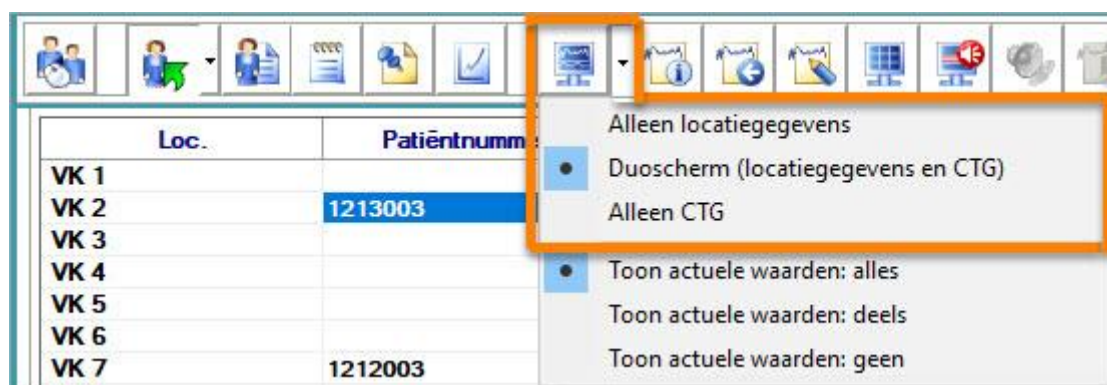 Loc.
Patiëntnumme
VK 1
VK 2 1213003
VK 3
VK 4
VK 5
VK 6
VK 7 1212003
Alleen locatiegegevens
Duoscherm (locatiegegevens en CTG)
Alleen CTG
Toon actuele waarden: alles
Toon actuele waarden: deels
Toon actuele waarden: geen